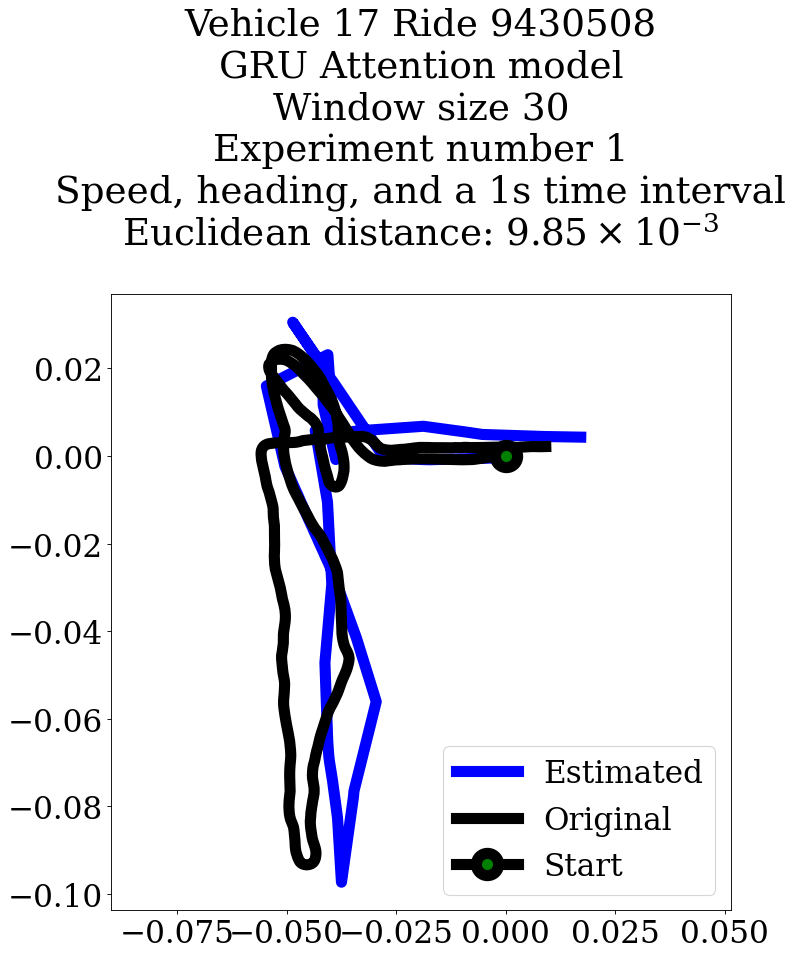 Vehicle 17 Ride 9430508
GRU Attention model
Window size 30
Experiment number 1
Speed, heading, and a 1s time interval
Euclidean distance: 9.85 × 10⁻³
0.02
0.00
−0.02
−0.04
−0.06
−0.08
−0.10
Estimated
Original
Start
−0.075 −0.050 −0.025 0.000 0.025 0.050